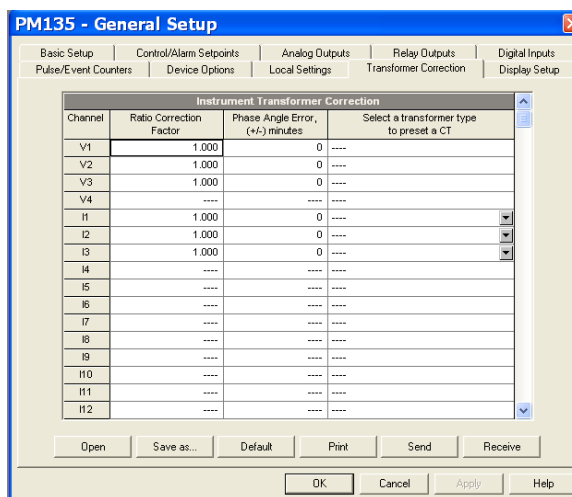 PM135 - General Setup
Basic Setup Control/Alarm Setpoints Analog Outputs Relay Outputs Digital Inputs
Pulse/Event Counters Device Options Local Settings Transformer Correction Display Setup
Instrument Transformer Correction
Channel Ratio Correction Factor Phase Angle Error, (+/-) minutes Select a transformer type to preset a CT
V1 1.000 0 ----
V2 1.000 0 ----
V3 1.000 0 ----
V4 ---- ---- ----
I1 1.000 0 ----
I2 1.000 0 ----
I3 1.000 0 ----
I4 ---- ---- ----
I5 ---- ---- ----
I6 ---- ---- ----
I7 ---- ---- ----
I8 ---- ---- ----
I9 ---- ---- ----
I10 ---- ---- ----
I11 ---- ---- ----
I12 ---- ---- ----
Open Save as... Default Print Send Receive
OK Cancel Apply Help